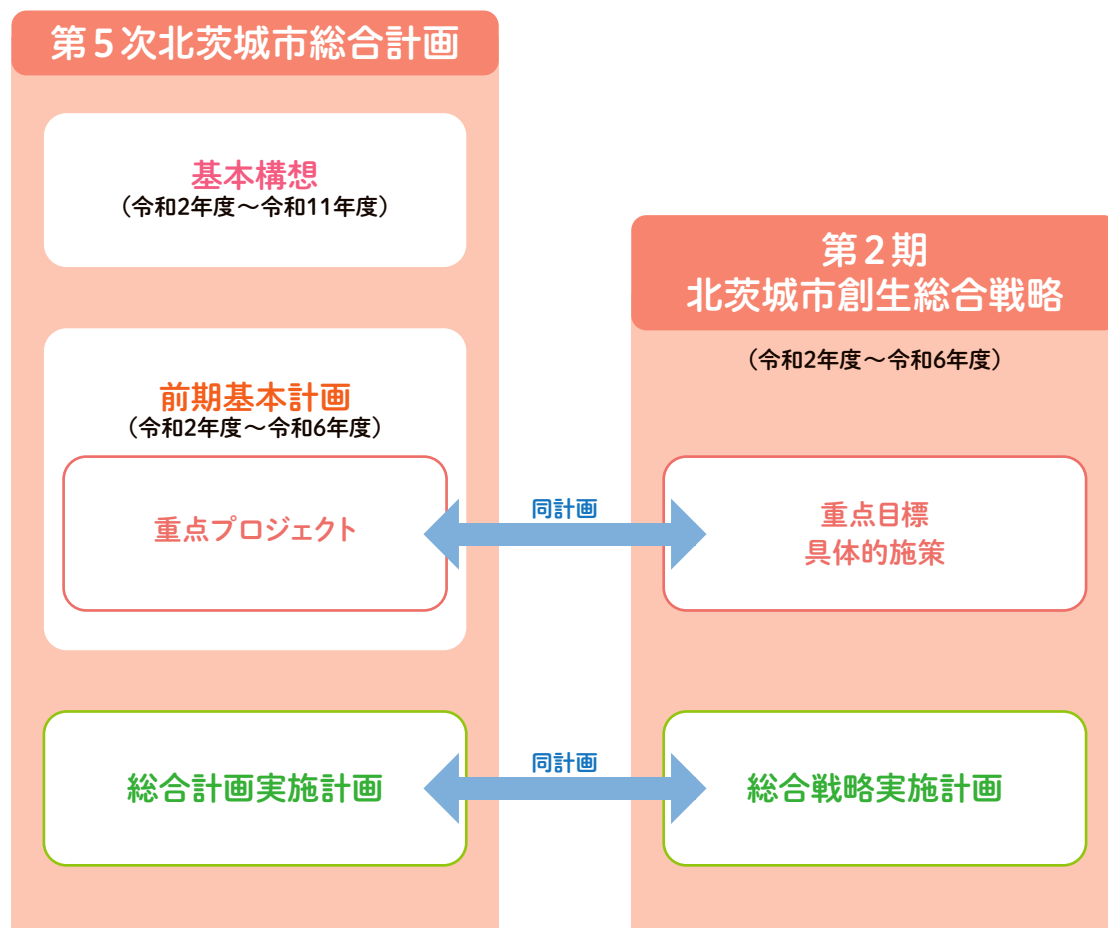 第5次北茨城市総合計画
基本構想
（令和2年度～令和11年度）
前期基本計画
（令和2年度～令和6年度）
重点プロジェクト
総合計画実施計画
同計画
同計画
第2期
北茨城市創生総合戦略
（令和2年度～令和6年度）
重点目標
具体的施策
総合戦略実施計画